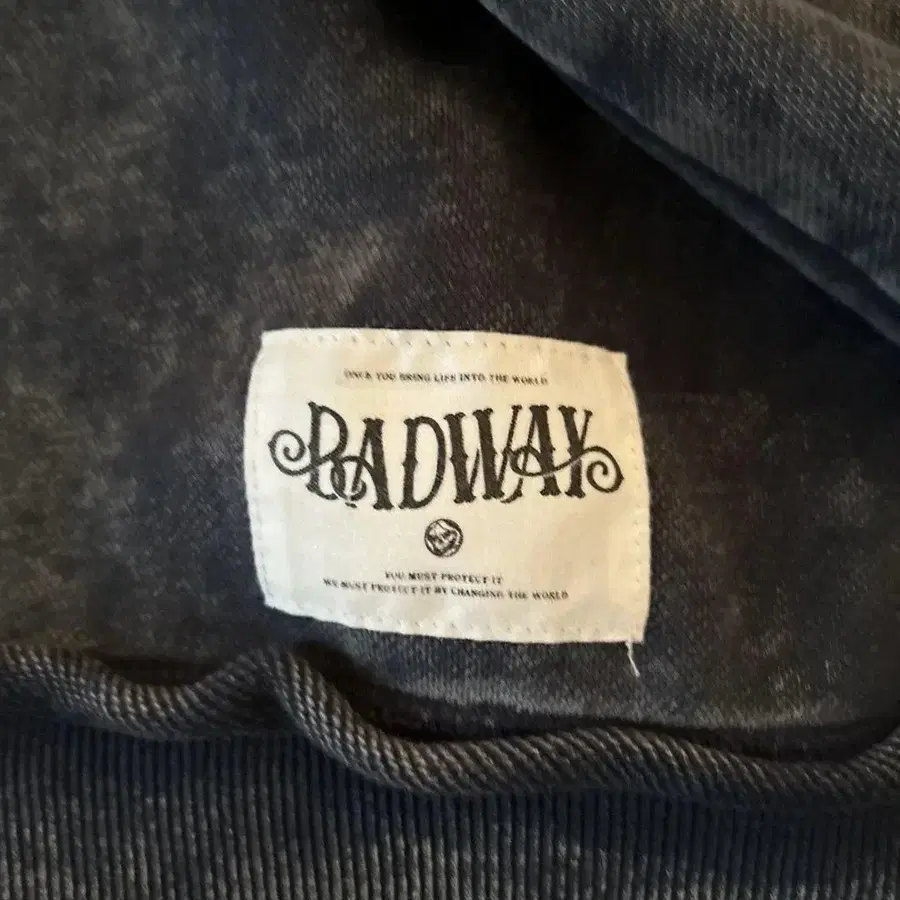 ONCE YOU BRING LIFE INTO THE WORLD
BADWAY
YOU MUST PROTECT IT
WE MUST PROTECT IT BY CHANGING THE WORLD